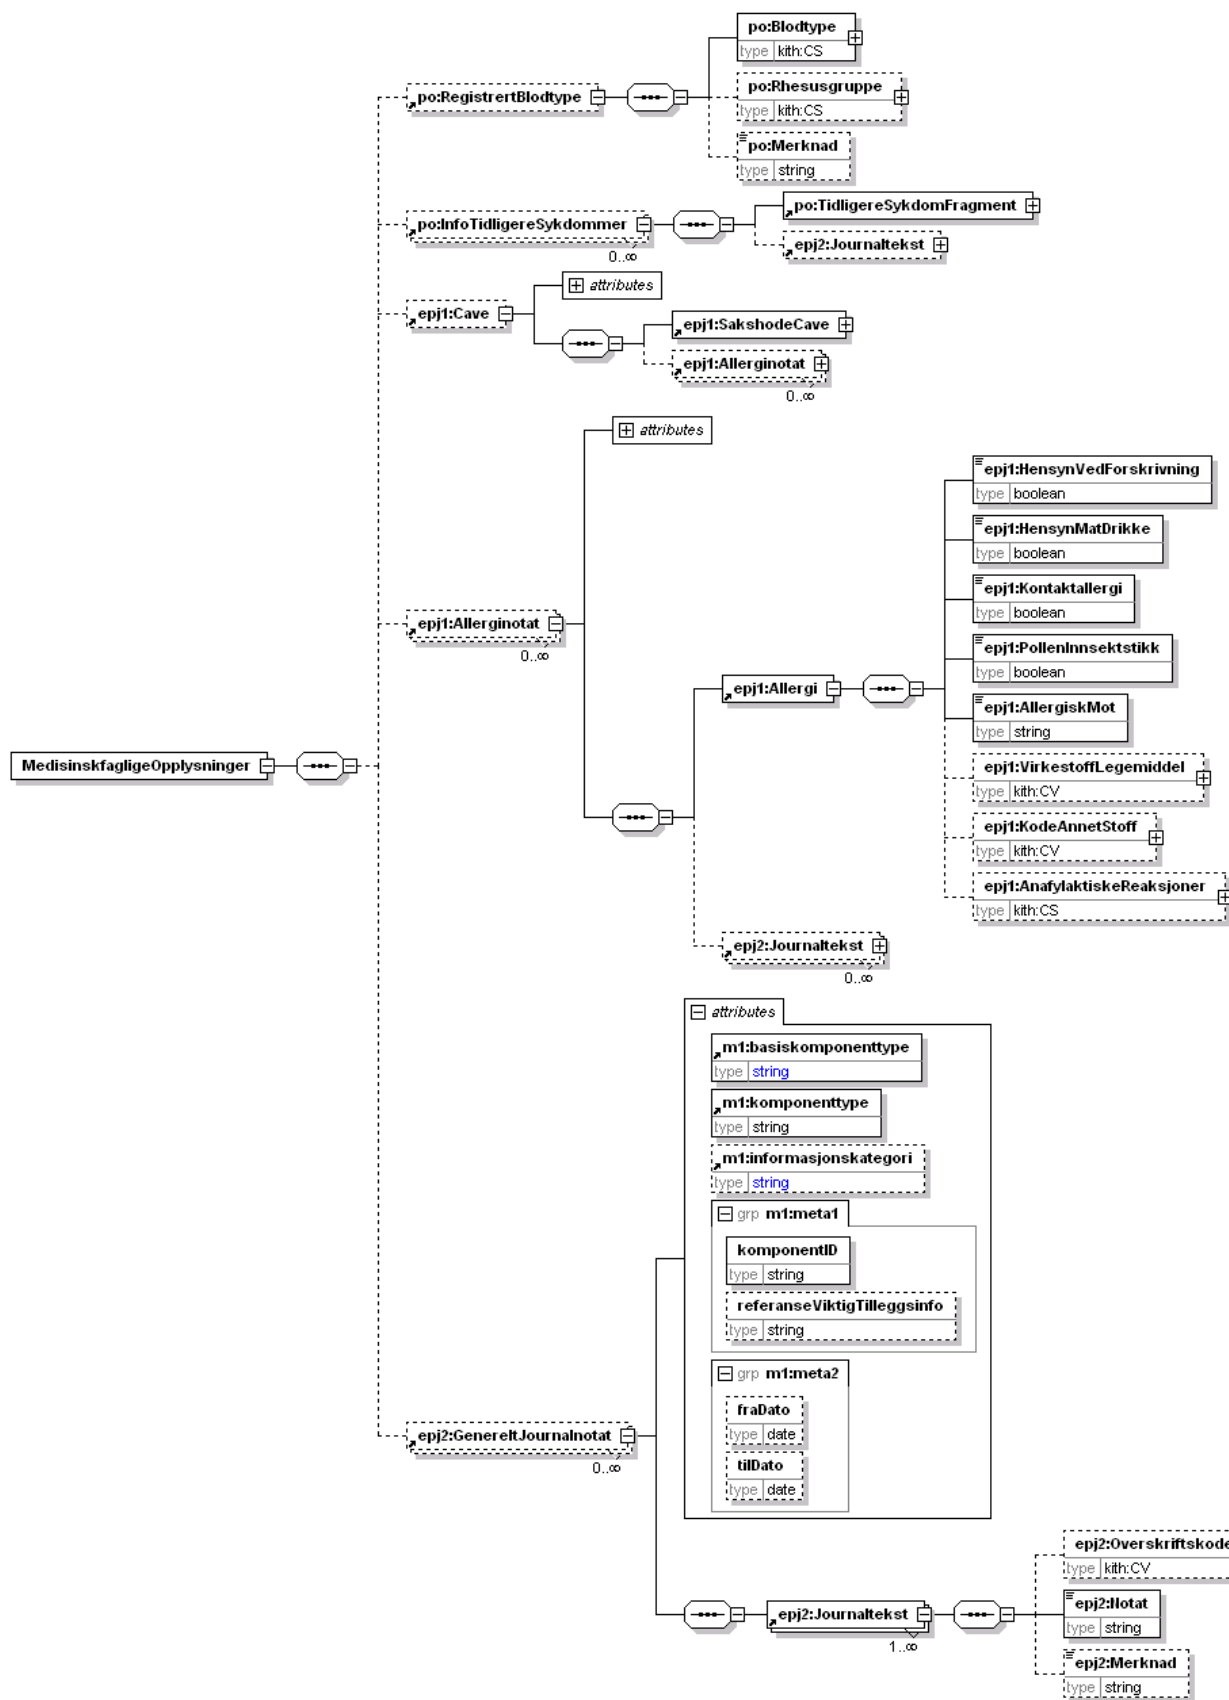 po:Blodtype
type kith:CS
po:RegistrertBlodtype
po:Rhesusgruppe
type kith:CS
po:Merknad
type string
po:InfoTidligereSykdommer
0..∞
po:TidligereSykdomFragment
epj2:Journaltekst
epj1:Cave
attributes
epj1:SakshodeCave
epj1:Allerginotat
0..∞
attributes
epj1:Allerginotat
0..∞
epj1:Allergi
epj1:HensynVedForskrivning
type boolean
epj1:HensynMatDrikke
type boolean
epj1:Kontaktallergi
type boolean
epj1:PollenInnsektstikk
type boolean
epj1:AllergiskMot
type string
epj1:VirkestoffLegemiddel
type kith:CV
epj1:KodeAnnetStoff
type kith:CV
epj1:AnafylaktiskeReaksjoner
type kith:CS
epj2:Journaltekst
0..∞
MedisinskfagligeOpplysninger
attributes
m1:basiskomponenttype
type string
m1:komponenttype
type string
m1:informasjonskategori
type string
grp m1:meta1
komponentID
type string
referanseViktigTilleggsinfo
type string
grp m1:meta2
fraDato
type date
tilDato
type date
epj2:GenereltJournalnotat
0..∞
epj2:Journaltekst
1..∞
epj2:Overskriftskode
type kith:CV
epj2:Notat
type string
epj2:Merknad
type string